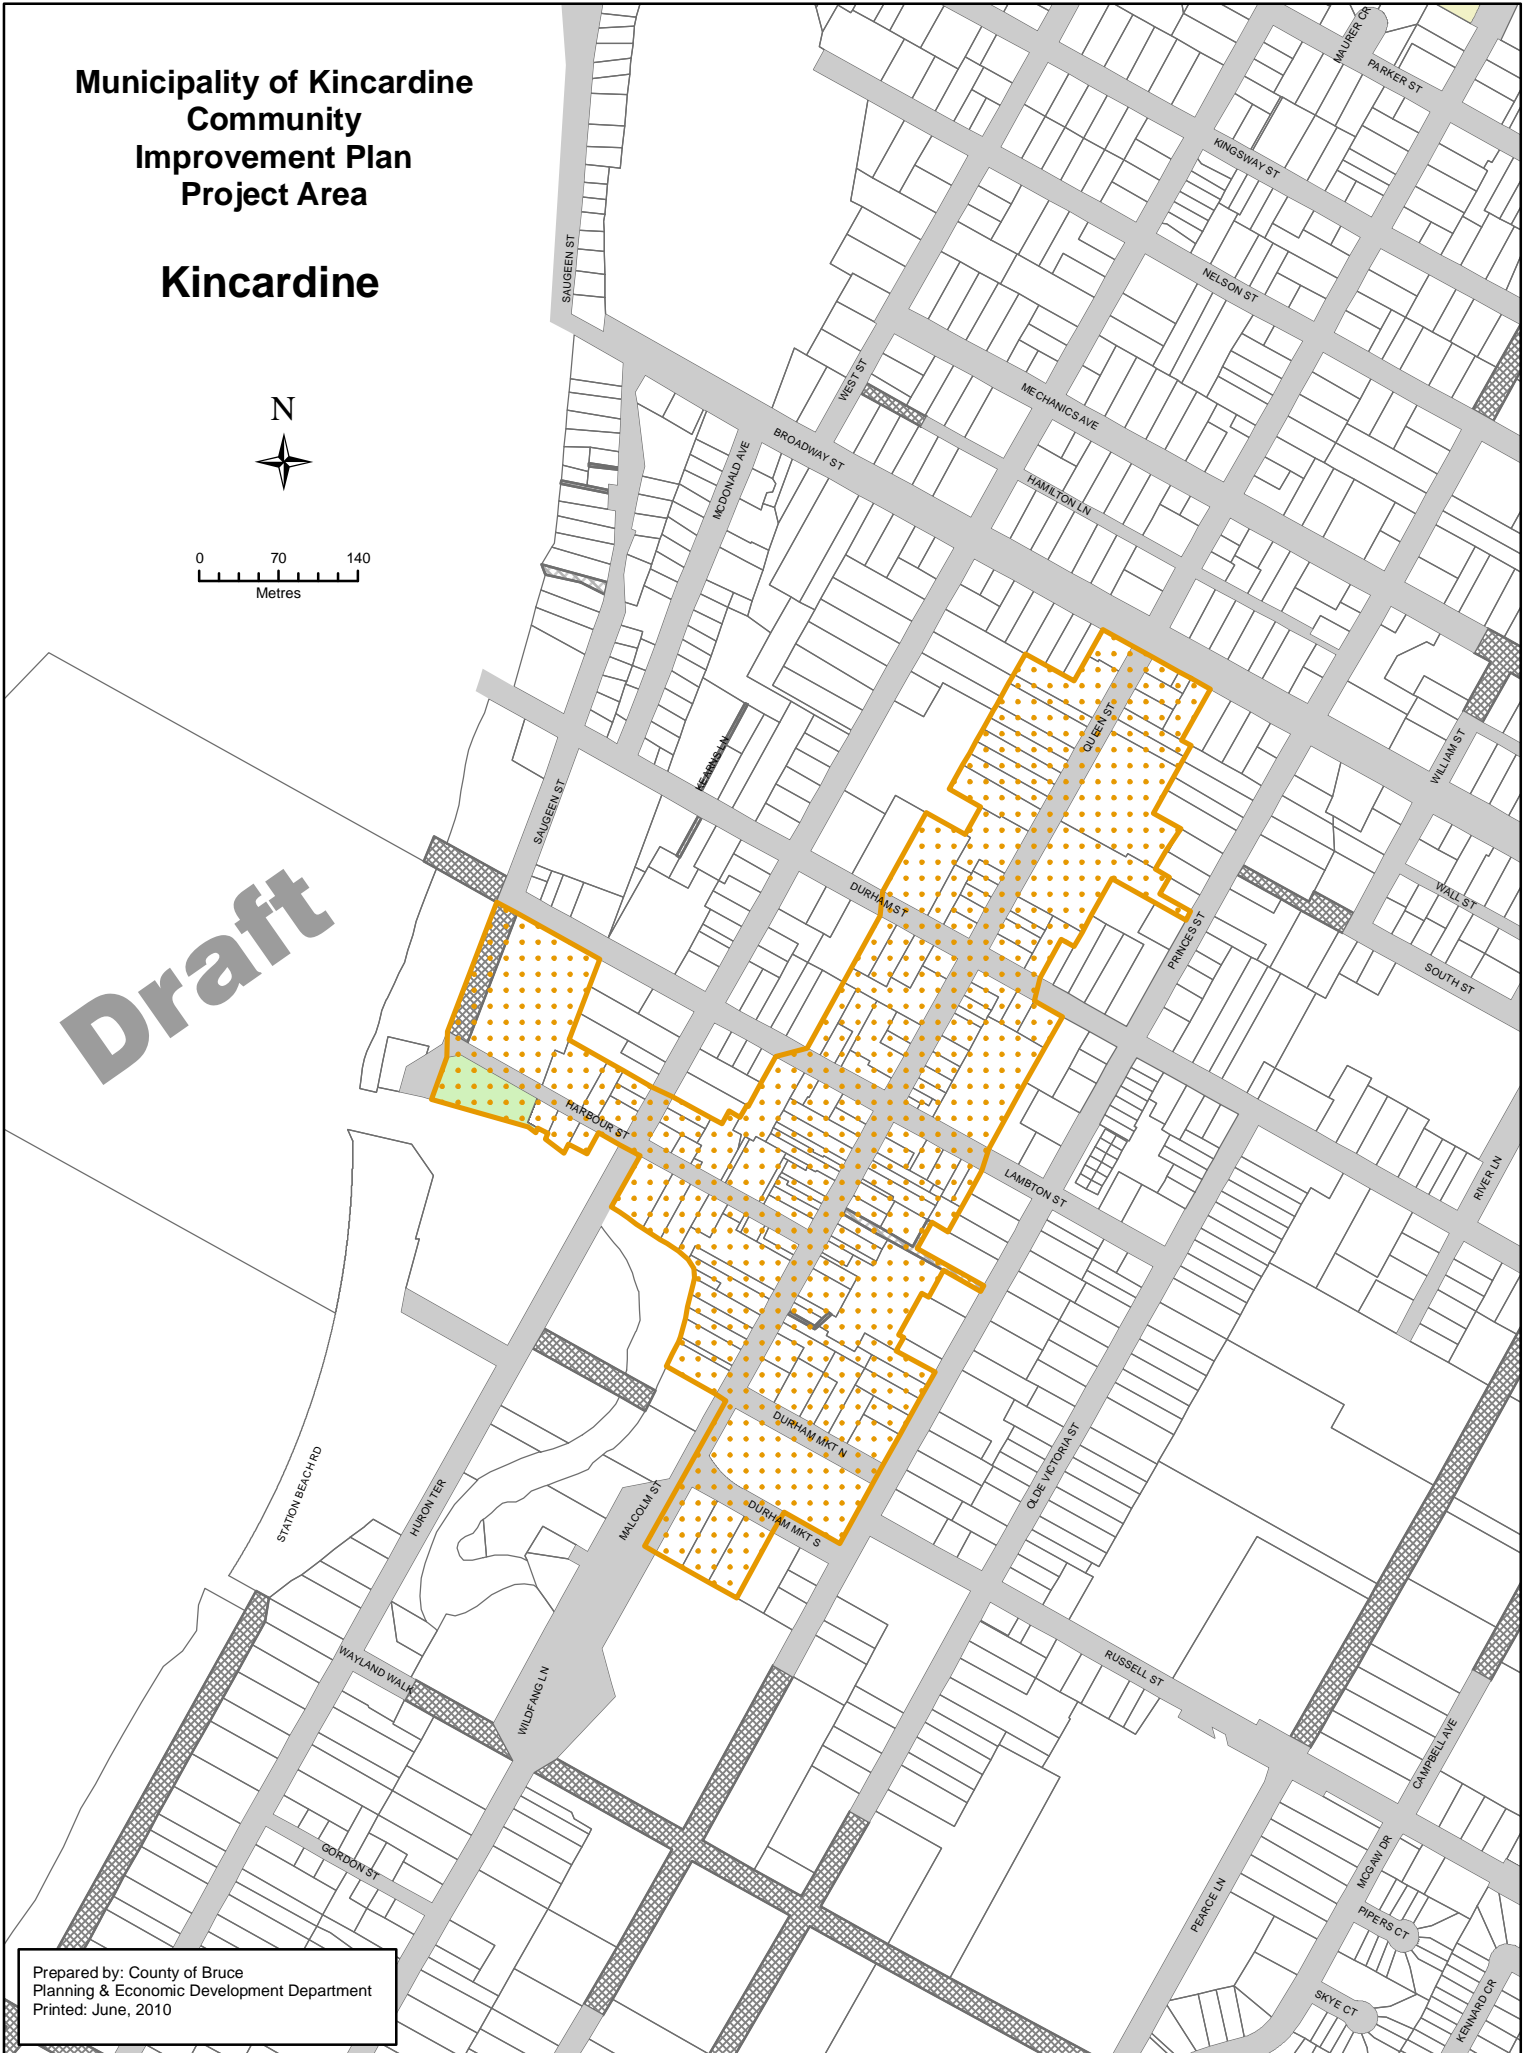 Municipality of Kincardine
Community
Improvement Plan
Project Area
Kincardine
N
0 70 140
Metres
Draft
MAURER CR
PARKER ST
KINGSWAY ST
SAUGEEN ST
NELSON ST
WEST ST
MECHANICS AVE
BROADWAY ST
MCDONALD AVE
HAMILTON LN
QUEEN ST
WILLIAM ST
KEARNS LN
SAUGEEN ST
DURHAM ST
WALL ST
PRINCES ST
SOUTH ST
HARBOUR ST
LAMBTON ST
RIVER LN
DURHAM MKT N
OLDE VICTORIA ST
STATION BEACH RD
HURON TER
MALCOLM ST
DURHAM MKT S
WAYLAND WALK
RUSSELL ST
WILDFANG LN
CAMPBELL AVE
GORDON ST
MCGAW DR
PEARCE LN
PIPERS CT
SKYE CT
KENNARD CR
Prepared by: County of Bruce
Planning & Economic Development Department
Printed: June, 2010